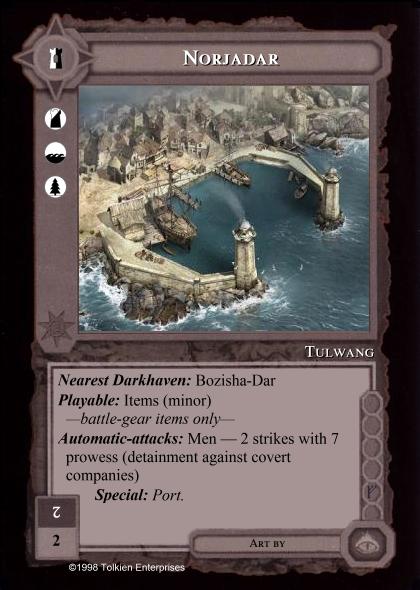 NORJADAR
TULWANG
Nearest Darkhaven: Bozisha-Dar
Playable: Items (minor)
—battle-gear items only—
Automatic-attacks: Men — 2 strikes with 7
prowess (detainment against covert
companies)
Special: Port.
2
2
ART BY
©1998 Tolkien Enterprises